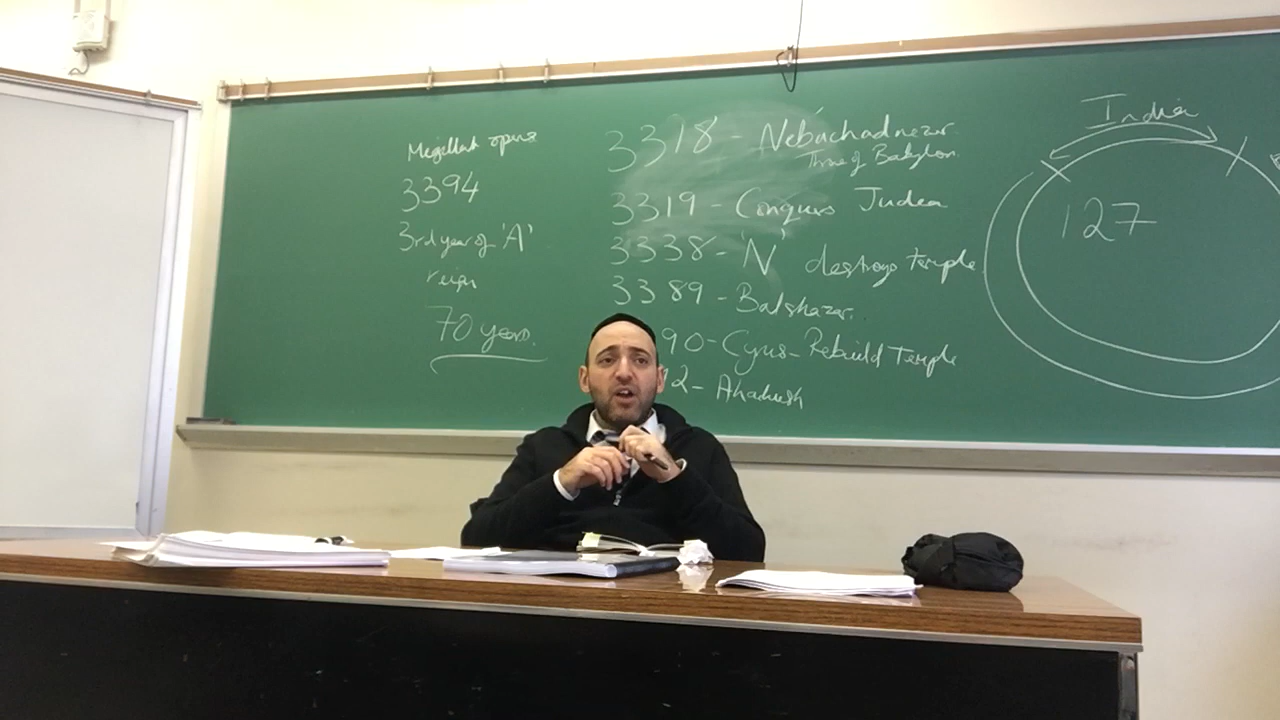 Megillah opens
3394
3rd year of 'A'
reign
70 years.
3318 - Nebuchadnezar
Throne of Babylon.
3319 - Conquers Judea
3338 - 'N' destroys temple.
3389 - Balshazar.
90 - Cyrus - Rebuild Temple
2 - Ahadush
India
127